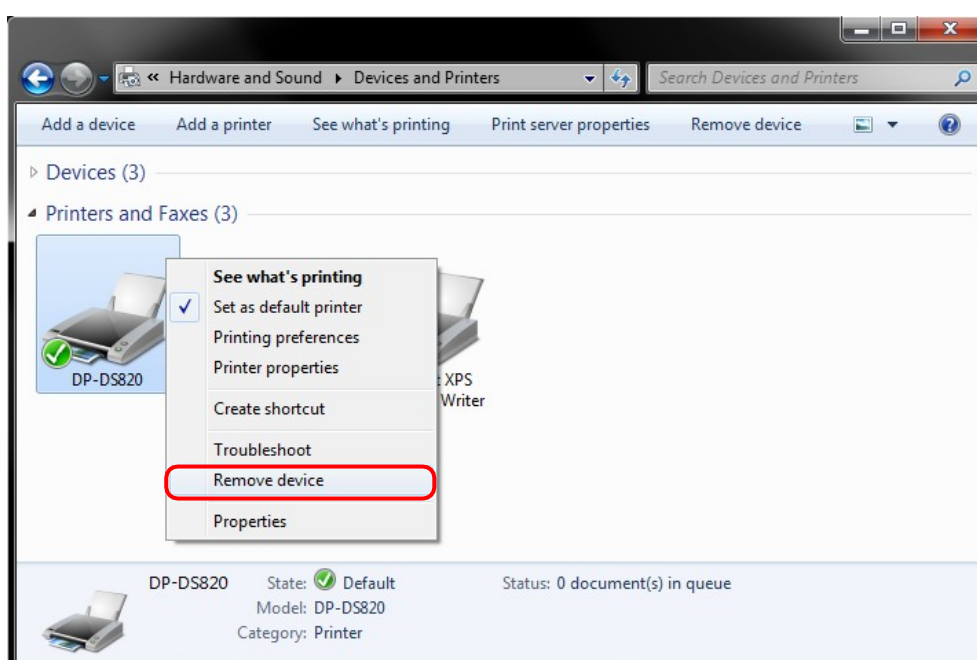 « Hardware and Sound ▸ Devices and Printers Search Devices and Printers
Add a device Add a printer See what's printing Print server properties Remove device
Devices (3)
Printers and Faxes (3)
See what's printing
Set as default printer
Printing preferences
Printer properties
Create shortcut
Troubleshoot
Remove device
Properties
DP-DS820
XPS
Writer
DP-DS820 State: Default Status: 0 document(s) in queue
Model: DP-DS820
Category: Printer